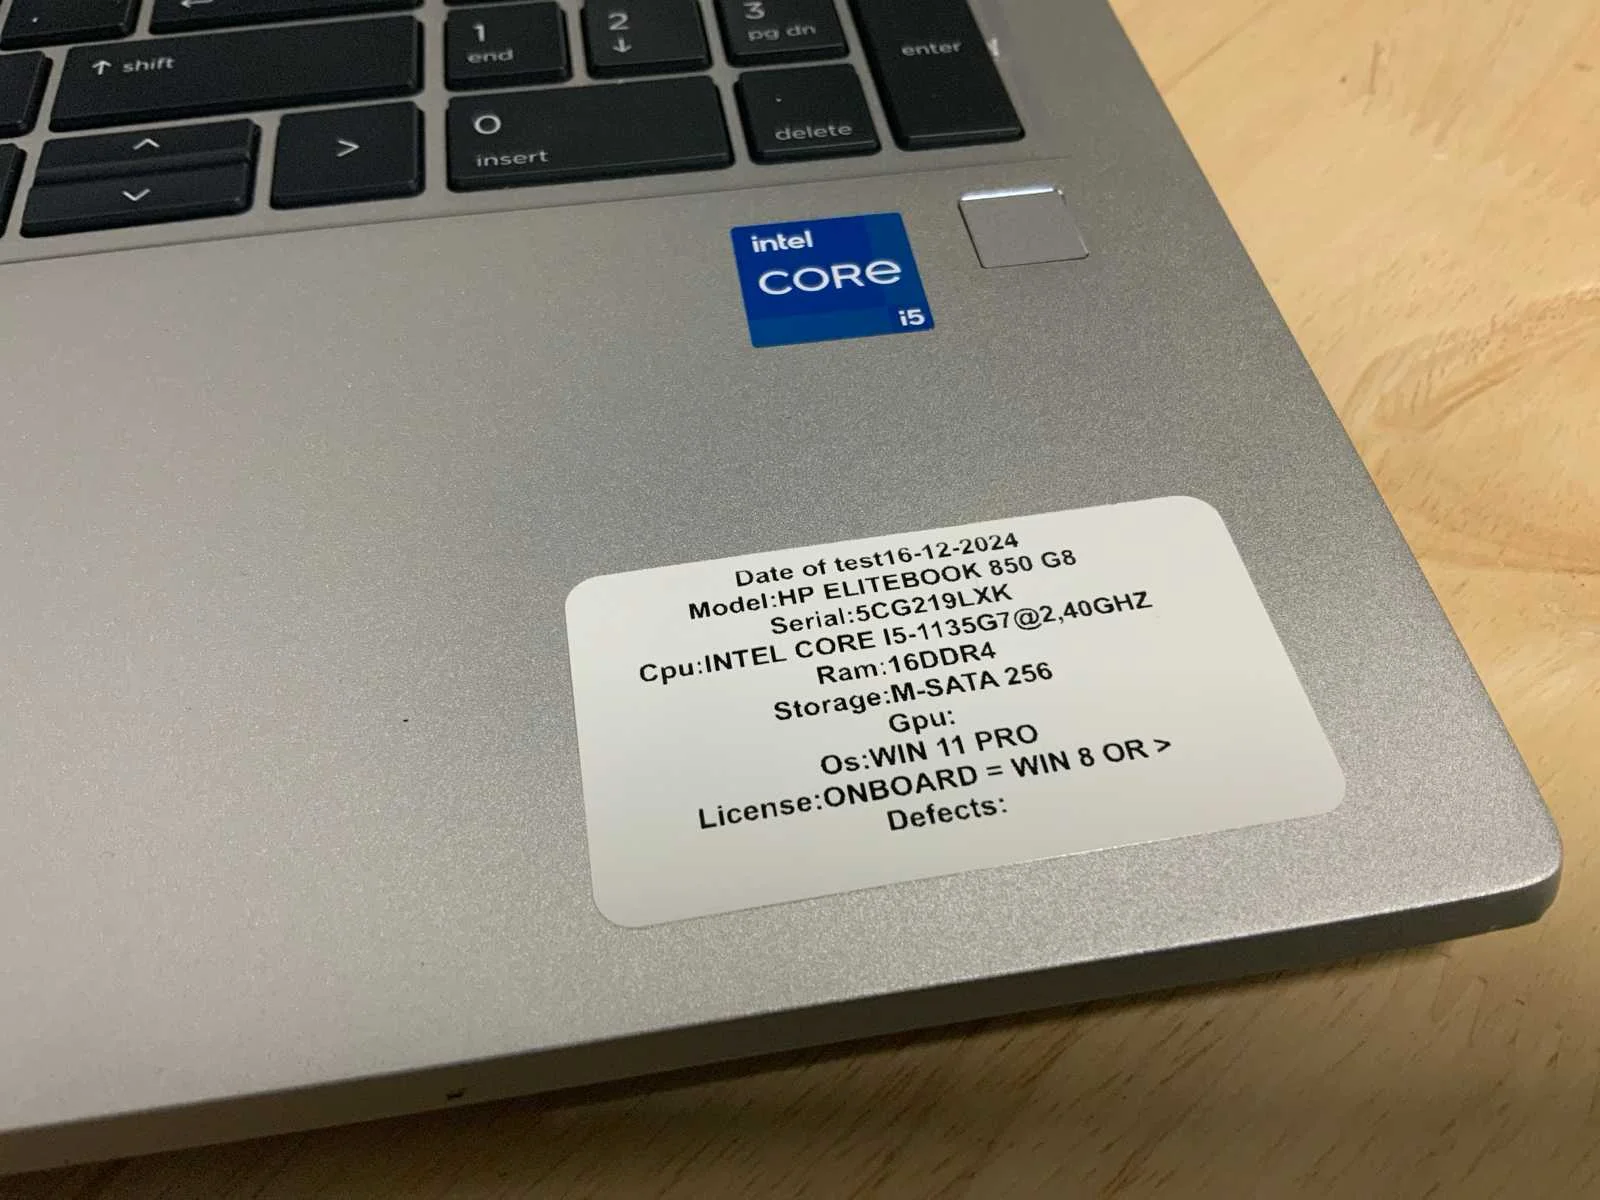 1 2 3
end ↓ pg dn enter
↑ shift
0
insert delete
^
>
intel
CORE
i5
Date of test16-12-2024
Model:HP ELITEBOOK 850 G8
Serial:5CG219LXK
Cpu:INTEL CORE I5-1135G7@2,40GHZ
Ram:16DDR4
Storage:M-SATA 256
Gpu:
Os:WIN 11 PRO
License:ONBOARD = WIN 8 OR >
Defects: